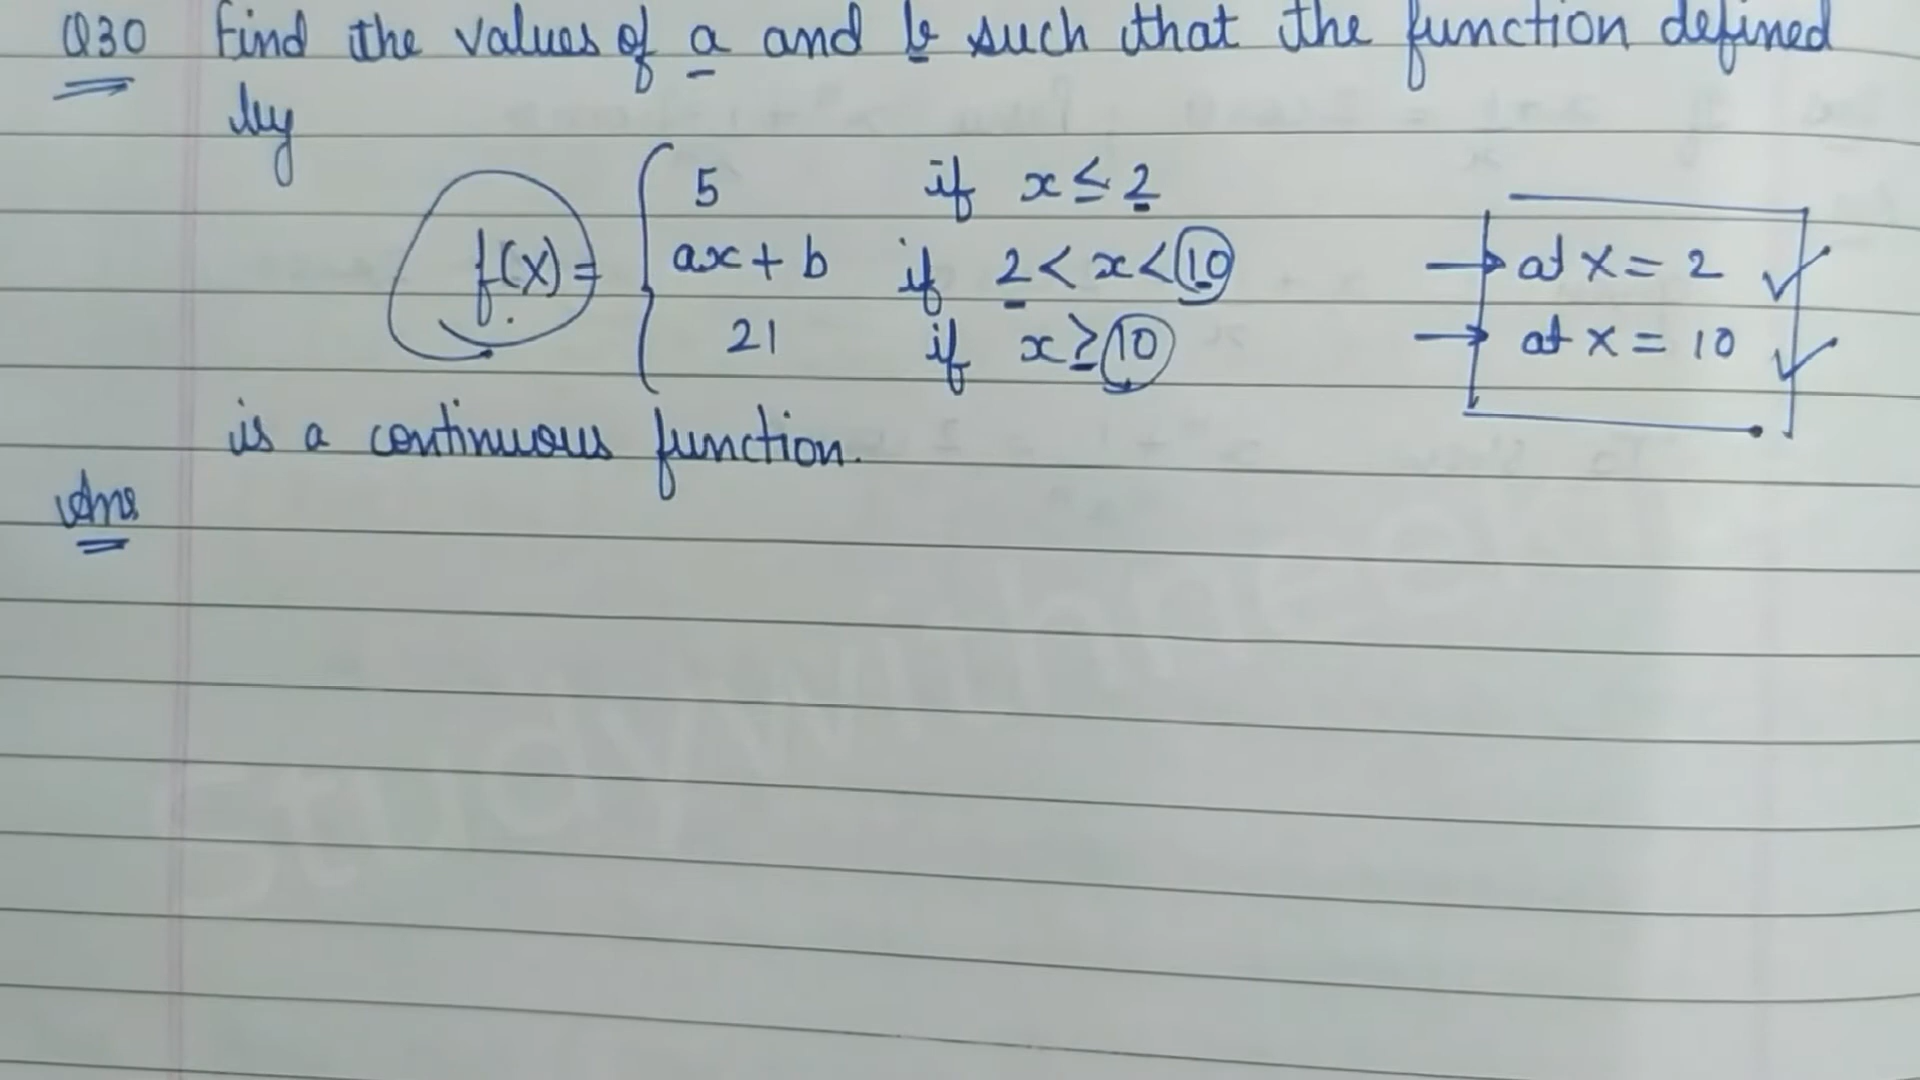 Q30 Find the values of a and b such that the function defined
by
f(x) = { 5 if x ≤ 2
ax + b if 2 < x < 10
21 if x ≥ 10
→ at x = 2 ✓
→ at x = 10 ✓
is a continuous function.
Ans